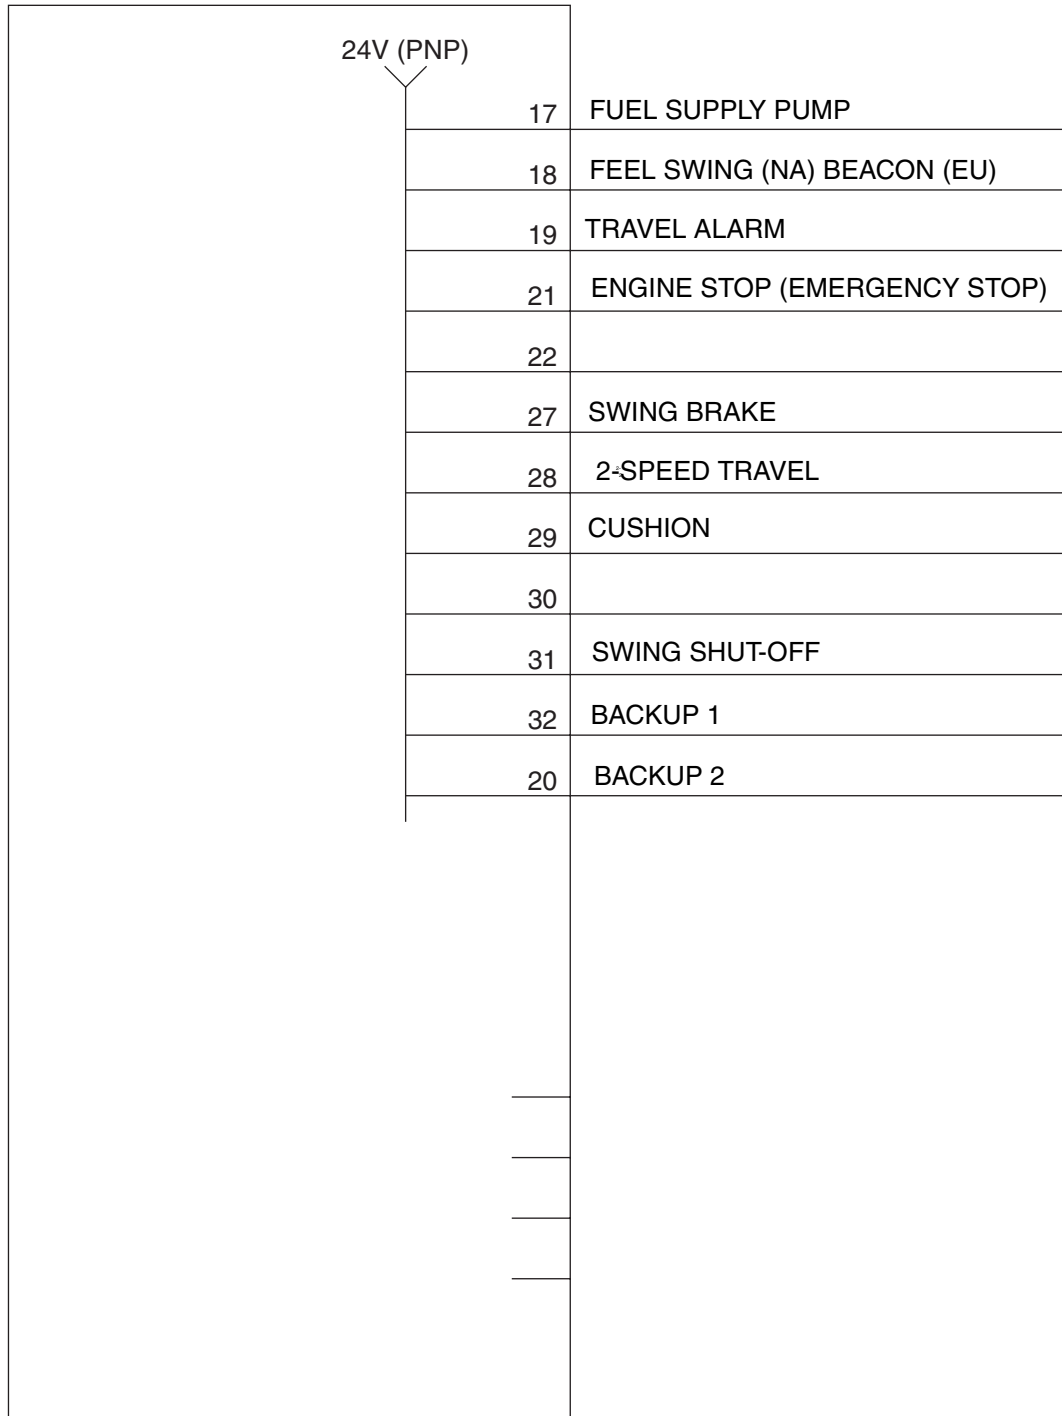 24V (PNP)
17 FUEL SUPPLY PUMP
18 FEEL SWING (NA) BEACON (EU)
19 TRAVEL ALARM
21 ENGINE STOP (EMERGENCY STOP)
22
27 SWING BRAKE
28 2-SPEED TRAVEL
29 CUSHION
30
31 SWING SHUT-OFF
32 BACKUP 1
20 BACKUP 2